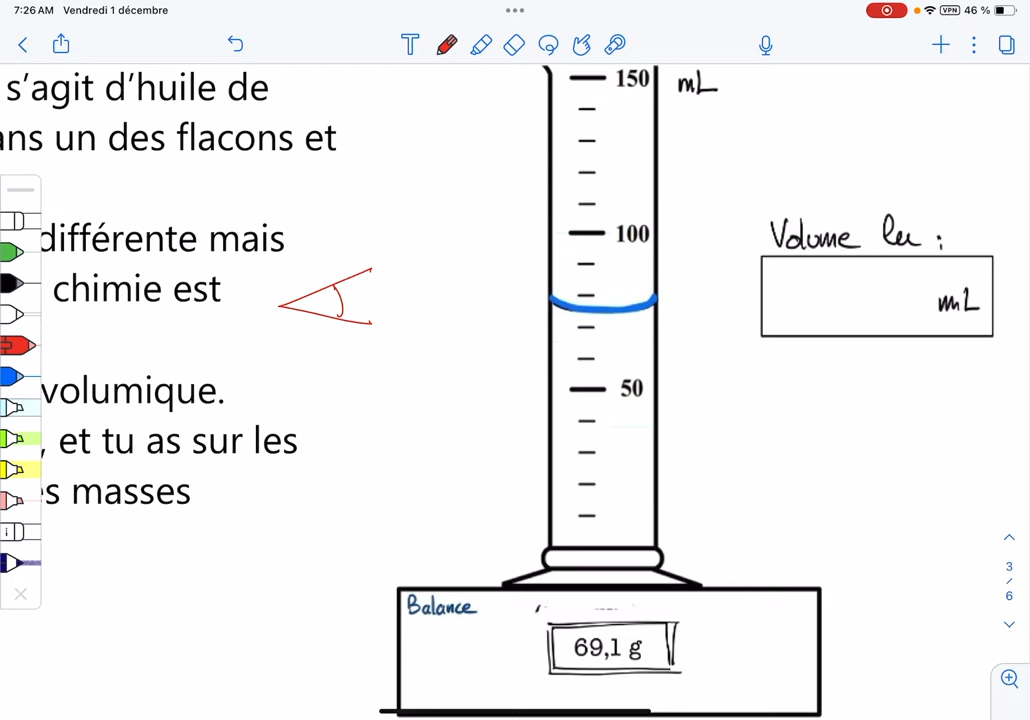 7:26 AM Vendredi 1 décembre
VPN 46 %
s’agit d’huile de
ans un des flacons et
différente mais
chimie est
volumique.
, et tu as sur les
s masses
150 mL
100
50
Volume lu :
mL
Balance
69,1 g
3
/
6